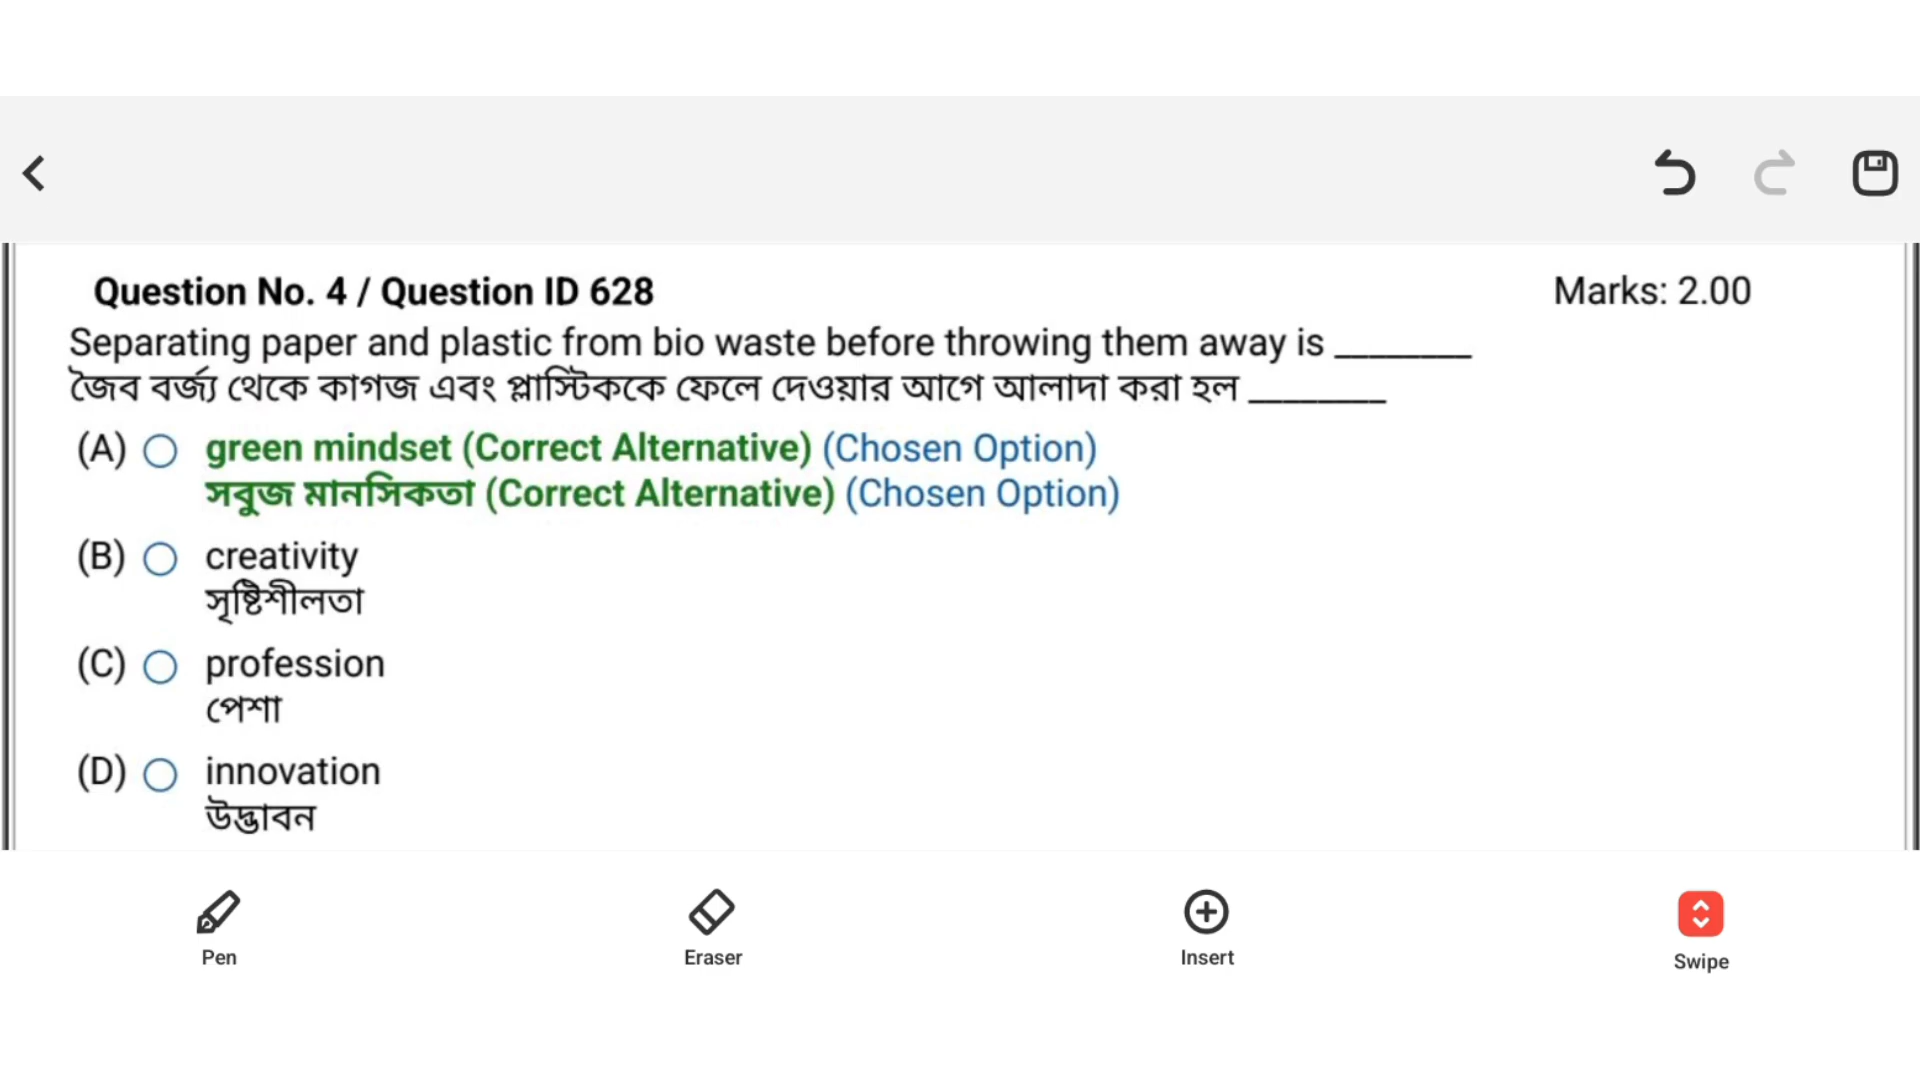 Question No. 4 / Question ID 628
Marks: 2.00
Separating paper and plastic from bio waste before throwing them away is ________
জৈব বর্জ্য থেকে কাগজ এবং প্লাস্টিককে ফেলে দেওয়ার আগে আলাদা করা হল ________
(A) green mindset (Correct Alternative) (Chosen Option)
সবুজ মানসিকতা (Correct Alternative) (Chosen Option)
(B) creativity
সৃষ্টিশীলতা
(C) profession
পেশা
(D) innovation
উদ্ভাবন
Pen
Eraser
Insert
Swipe